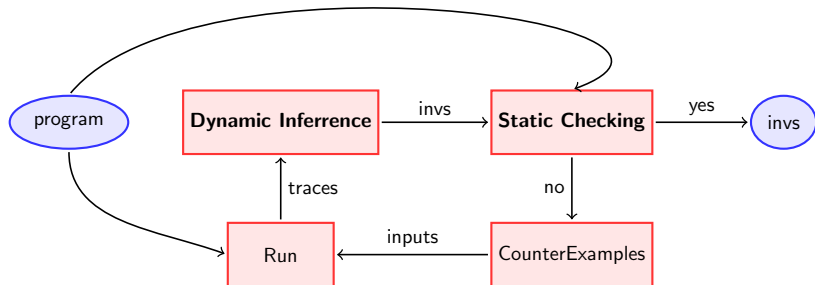 program
Dynamic Inferrence
invs
Static Checking
yes
invs
traces
no
Run
inputs
CounterExamples